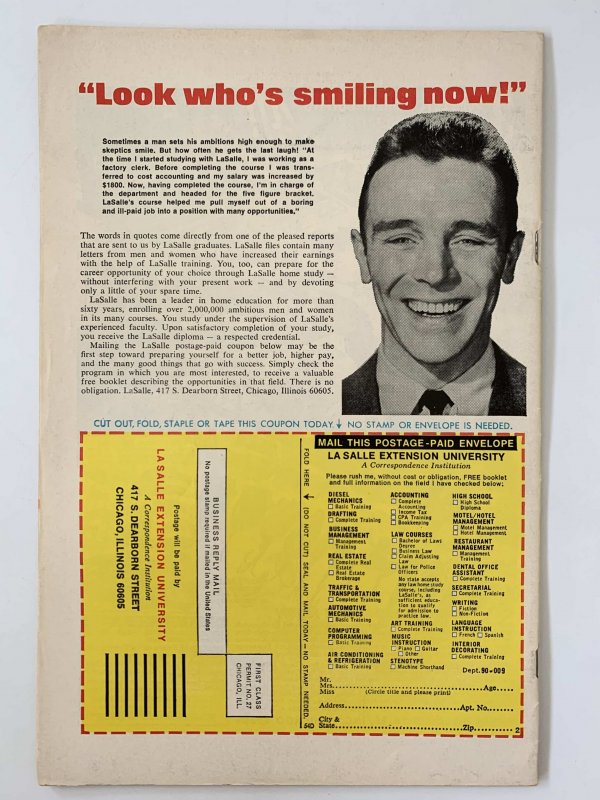 “Look who’s smiling now!”
Sometimes a man sets his ambitions high enough to make
skeptics smile. But how often he gets the last laugh! “At
the time I started studying with LaSalle, I was working as a
factory clerk. Before completing the course I was trans-
ferred to cost accounting and my salary was increased by
$1800. Now, having completed the course, I'm in charge of
the department and headed for the five figure bracket.
LaSalle's course helped me pull myself out of a boring
and ill-paid job into a position with many opportunities.”
The words in quotes come directly from one of the pleased reports
that are sent to us by LaSalle graduates. LaSalle files contain many
letters from men and women who have increased their earnings
with the help of LaSalle training. You, too, can prepare for the
career opportunity of your choice through LaSalle home study —
without interfering with your present work — and by devoting
only a little of your spare time.
LaSalle has been a leader in home education for more than
sixty years, enrolling over 2,000,000 ambitious men and women
in its many courses. You study under the supervision of LaSalle's
experienced faculty. Upon satisfactory completion of your study,
you receive the LaSalle diploma – a respected credential.
Mailing the LaSalle postage-paid coupon below may be the
first step toward preparing yourself for a better job, higher pay,
and the many good things that go with success. Simply check the
program in which you are most interested, to receive a valuable
free booklet describing the opportunities in that field. There is no
obligation. LaSalle, 417 S. Dearborn Street, Chicago, Illinois 60605.
CUT OUT, FOLD, STAPLE OR TAPE THIS COUPON TODAY ↓ NO STAMP OR ENVELOPE IS NEEDED.
FIRST CLASS
PERMIT NO. 27
CHICAGO, ILL.
BUSINESS REPLY MAIL
No postage stamp required if mailed in the United States
Postage will be paid by
LA SALLE EXTENSION UNIVERSITY
A Correspondence Institution
417 S. DEARBORN STREET
CHICAGO, ILLINOIS 60605
FOLD HERE ↓ (DO NOT CUT) SEAL AND MAIL TODAY — NO STAMP NEEDED.
MAIL THIS POSTAGE-PAID ENVELOPE
LA SALLE EXTENSION UNIVERSITY
A Correspondence Institution
Please rush me, without cost or obligation, FREE booklet
and full information on the field I have checked below:
DIESEL
MECHANICS
□ Basic Training
DRAFTING
□ Complete Training
BUSINESS
MANAGEMENT
□ Management
Training
REAL ESTATE
□ Complete Real
Estate
□ Real Estate
Brokerage
TRAFFIC &
TRANSPORTATION
□ Complete Training
AUTOMOTIVE
MECHANICS
□ Basic Training
COMPUTER
PROGRAMMING
□ Basic Training
AIR CONDITIONING
& REFRIGERATION
□ Basic Training
ACCOUNTING
□ Complete
Accounting
□ Income Tax
□ CPA Training
□ Bookkeeping
LAW COURSES
□ Bachelor of Laws
Degree
□ Business Law
□ Claim Adjusting
Law
□ Law for Police
Officers
No state accepts
any law home study
course, including
LaSalle's, as
sufficient educa-
tion to qualify
for admission to
practice law.
ART TRAINING
□ Complete Training
MUSIC
INSTRUCTION
□ Piano □ Guitar
□ Other
STENOTYPE
□ Machine Shorthand
HIGH SCHOOL
□ High School
Diploma
MOTEL/HOTEL
MANAGEMENT
□ Motel Management
□ Hotel Management
RESTAURANT
MANAGEMENT
□ Management
Training
DENTAL OFFICE
ASSISTANT
□ Complete Training
SECRETARIAL
□ Complete Training
WRITING
□ Fiction
□ Non-Fiction
LANGUAGE
INSTRUCTION
□ French □ Spanish
INTERIOR
DECORATING
□ Complete Training
Dept. 90-009
Mr.
Mrs. Age
Miss (Circle title and please print)
Address Apt. No.
City &
State Zip
2